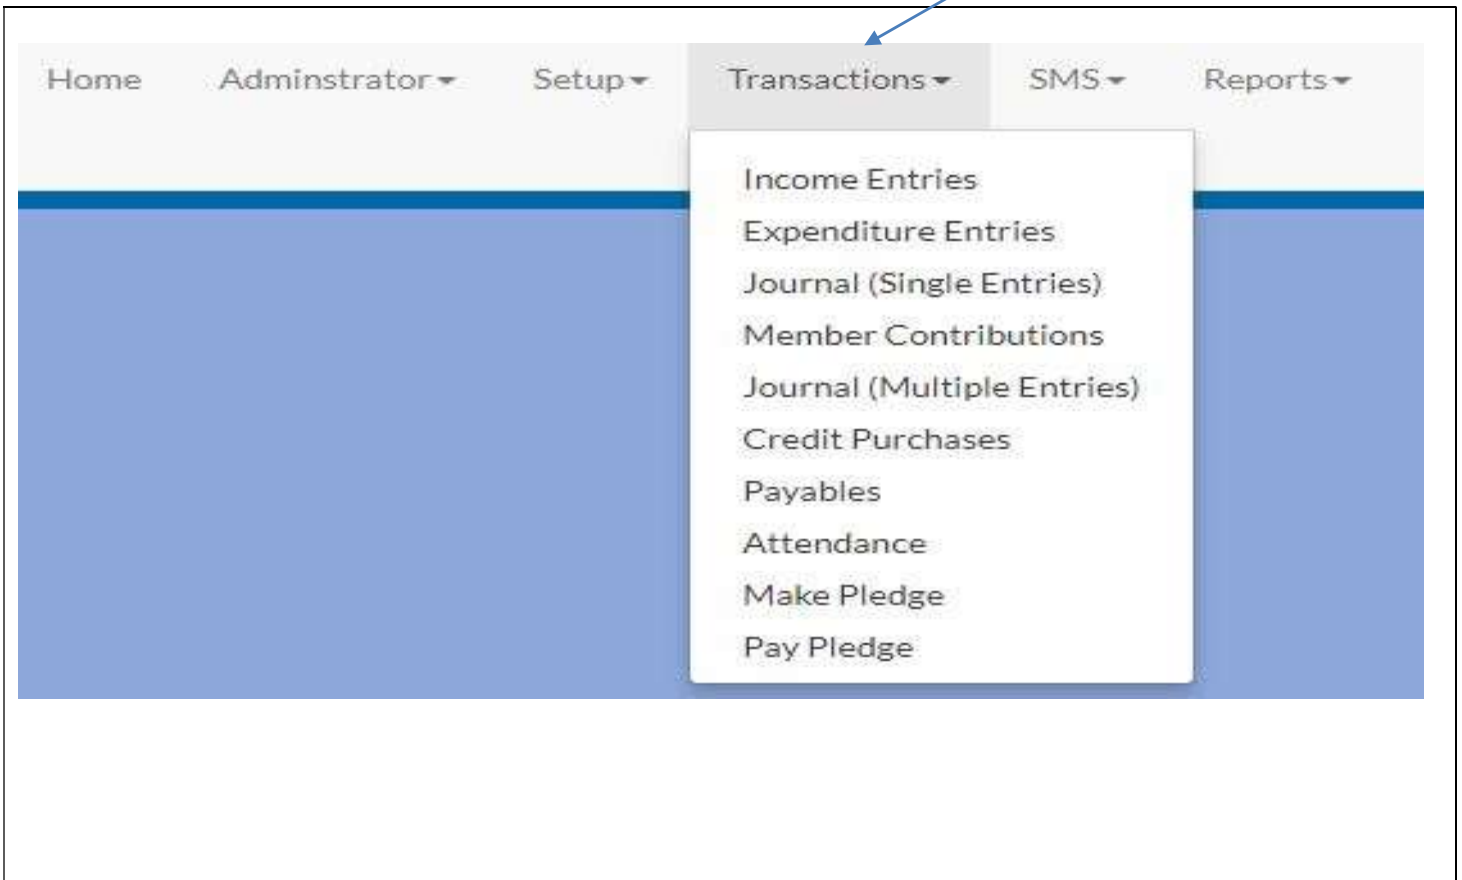 Home Adminstrator Setup Transactions SMS Reports
Income Entries
Expenditure Entries
Journal (Single Entries)
Member Contributions
Journal (Multiple Entries)
Credit Purchases
Payables
Attendance
Make Pledge
Pay Pledge